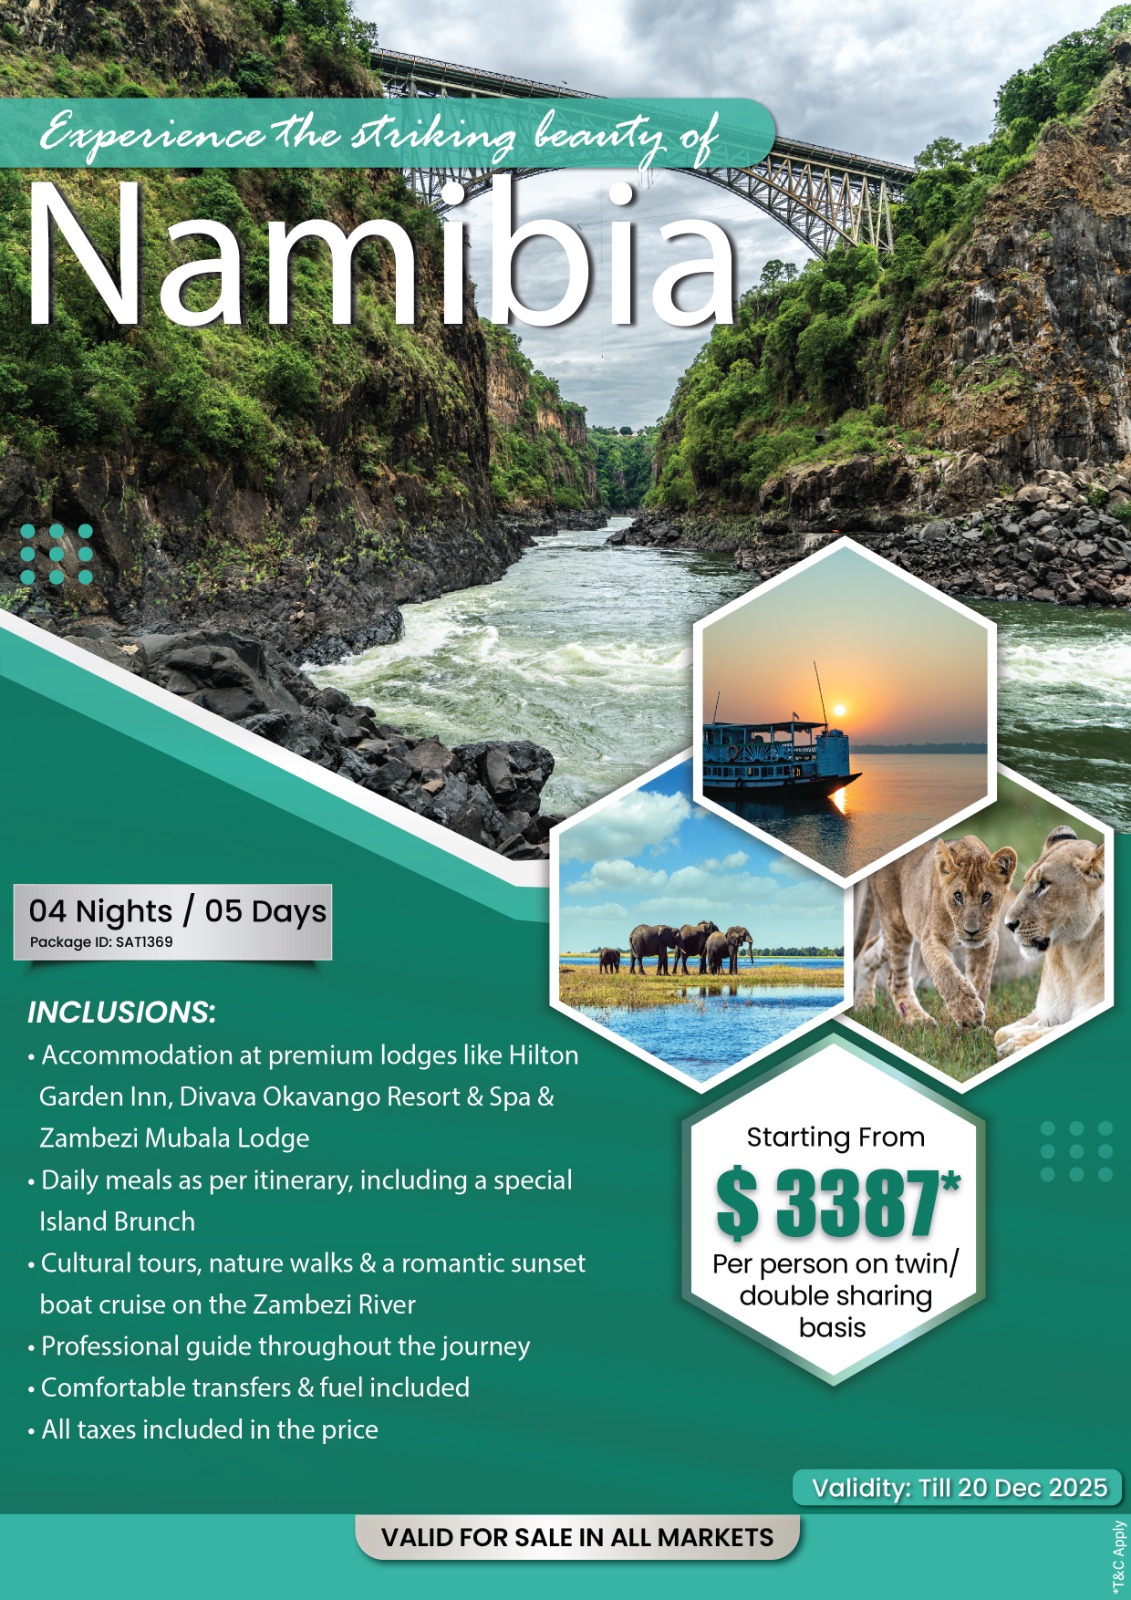 Experience the striking beauty of
Namibia
04 Nights / 05 Days
Package ID: SAT1369
INCLUSIONS:
• Accommodation at premium lodges like Hilton
Garden Inn, Divava Okavango Resort & Spa &
Zambezi Mubala Lodge
• Daily meals as per itinerary, including a special
Island Brunch
• Cultural tours, nature walks & a romantic sunset
boat cruise on the Zambezi River
• Professional guide throughout the journey
• Comfortable transfers & fuel included
• All taxes included in the price
Starting From
$ 3387*
Per person on twin/
double sharing
basis
Validity: Till 20 Dec 2025
VALID FOR SALE IN ALL MARKETS
*T&C Apply